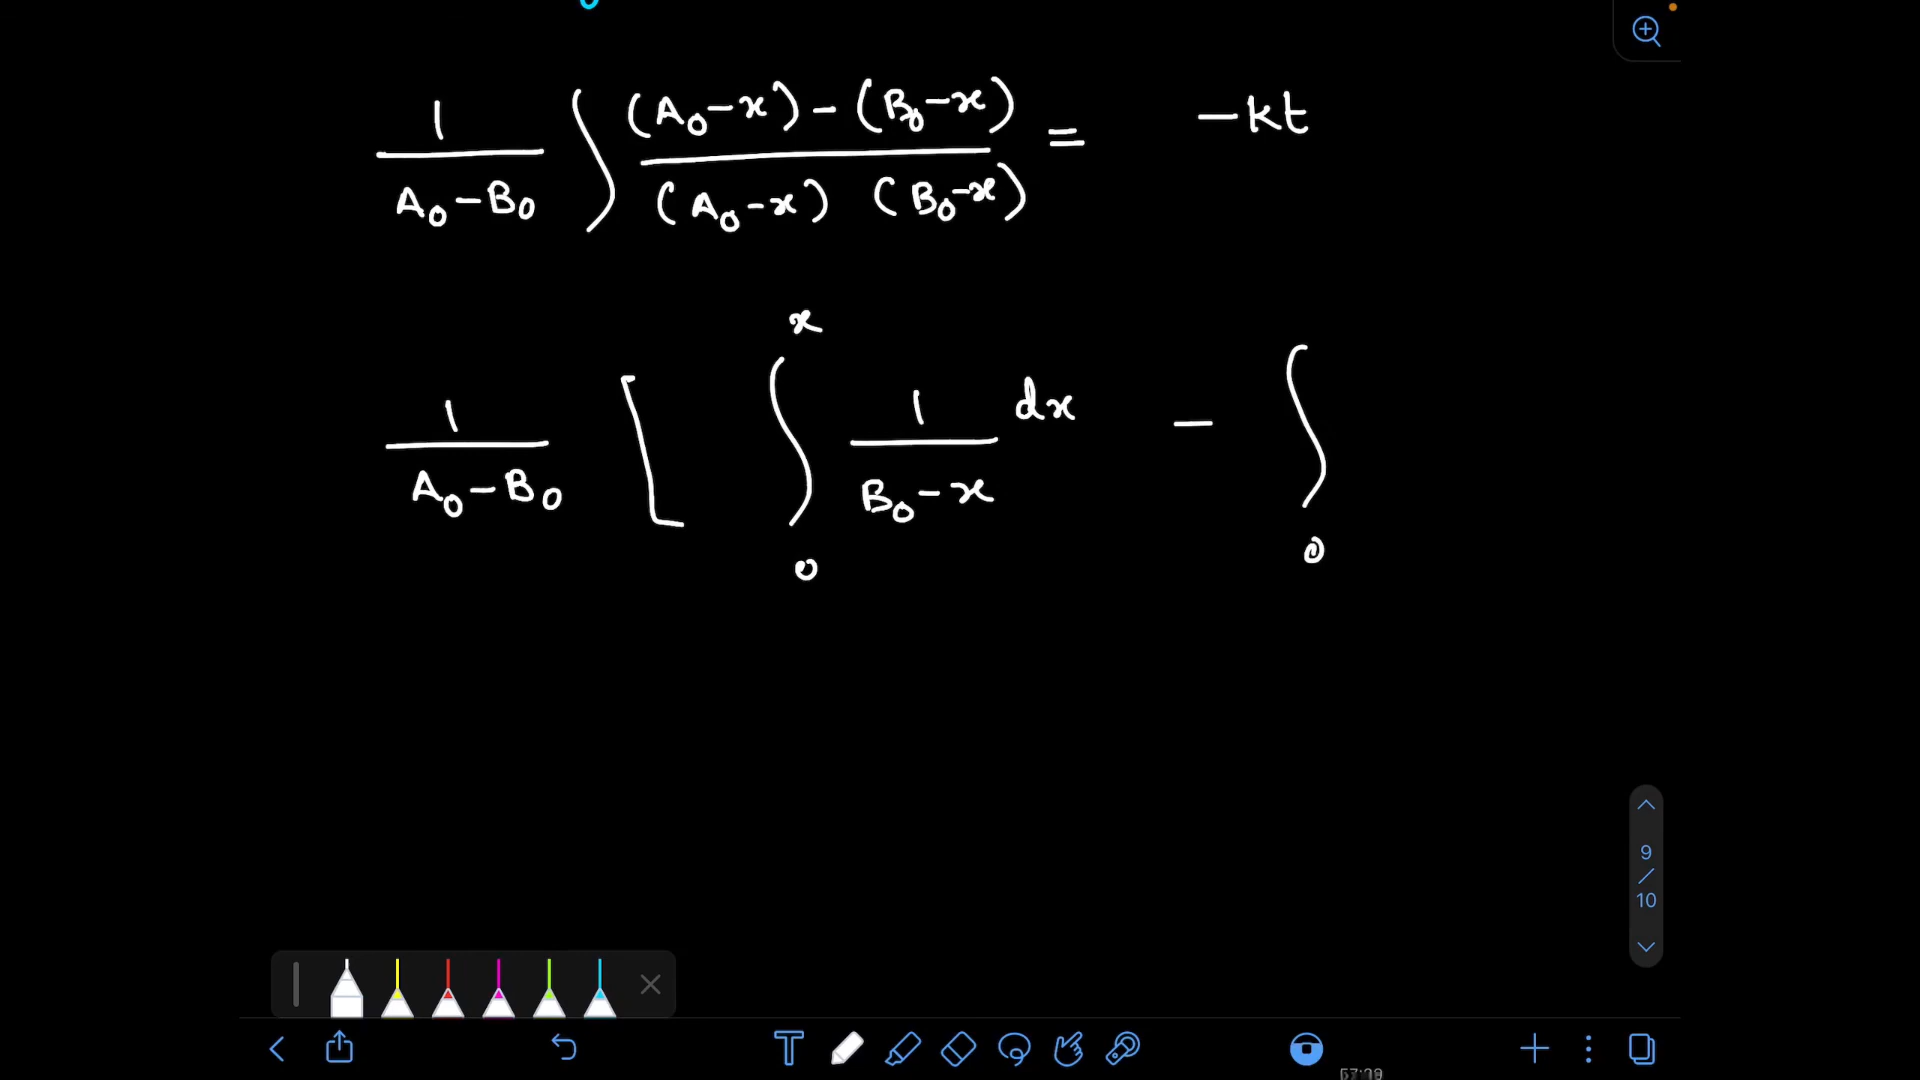 1/(A₀-B₀) ∫ ((A₀-x)-(B₀-x))/((A₀-x) (B₀-x)) = -kt
1/(A₀-B₀) [ ∫₀ˣ 1/(B₀-x) dx - ∫₀
9
/
10
T